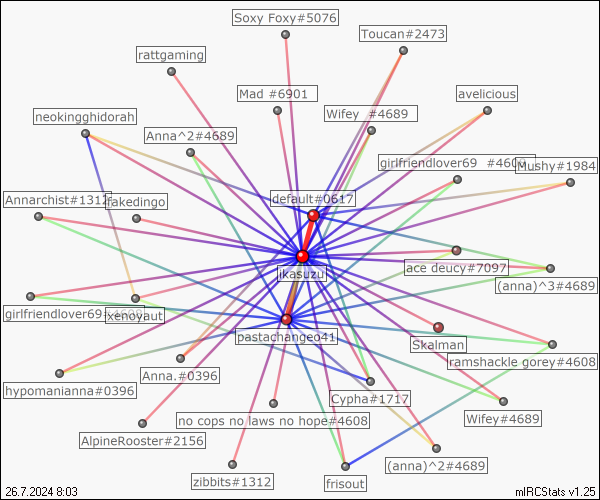 Soxy Foxy#5076
Toucan#2473
rattgaming
Mad #6901
avelicious
neokingghidorah
Wifey  #4689
Anna^2#4689
girlfriendlover69  #4608
Mushy#1984
Annarchist#1312
fakedingo
default#0617
ikasuzu
ace deucy#7097
(anna)^3#4689
girlfriendlover69
xenoyaut
pastachangeo41
Skalman
ramshackle gorey#4608
Anna.#0396
hypomanianna#0396
Cypha#1717
no cops no laws no hope#4608
Wifey#4689
AlpineRooster#2156
(anna)^2#4689
zibbits#1312
frisout
26.7.2024 8:03
mIRCStats v1.25